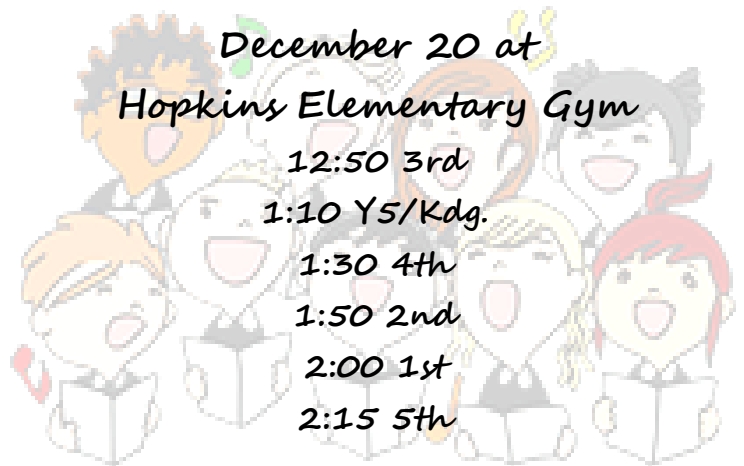 December 20 at
Hopkins Elementary Gym
12:50 3rd
1:10 Y5/Kdg.
1:30 4th
1:50 2nd
2:00 1st
2:15 5th